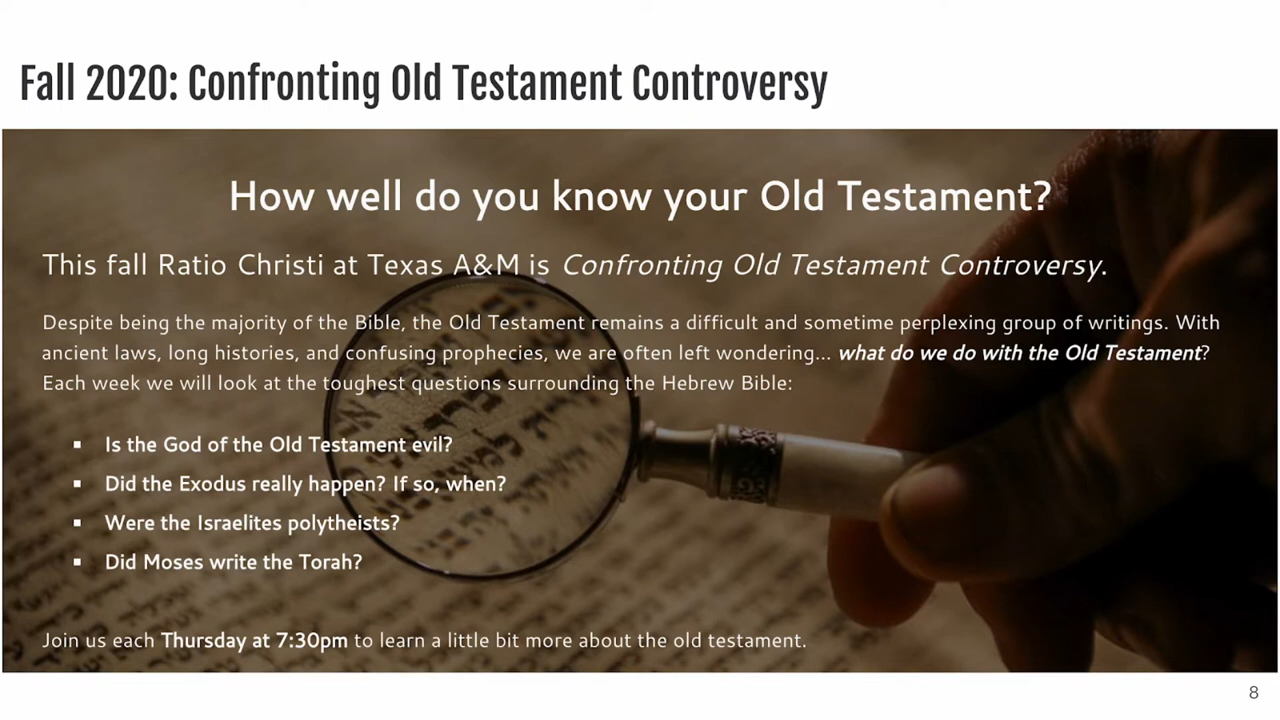 Fall 2020: Confronting Old Testament Controversy
How well do you know your Old Testament?
This fall Ratio Christi at Texas A&M is Confronting Old Testament Controversy.
Despite being the majority of the Bible, the Old Testament remains a difficult and sometime perplexing group of writings. With
ancient laws, long histories, and confusing prophecies, we are often left wondering... what do we do with the Old Testament?
Each week we will look at the toughest questions surrounding the Hebrew Bible:
▪ Is the God of the Old Testament evil?
▪ Did the Exodus really happen? If so, when?
▪ Were the Israelites polytheists?
▪ Did Moses write the Torah?
Join us each Thursday at 7:30pm to learn a little bit more about the old testament.
8